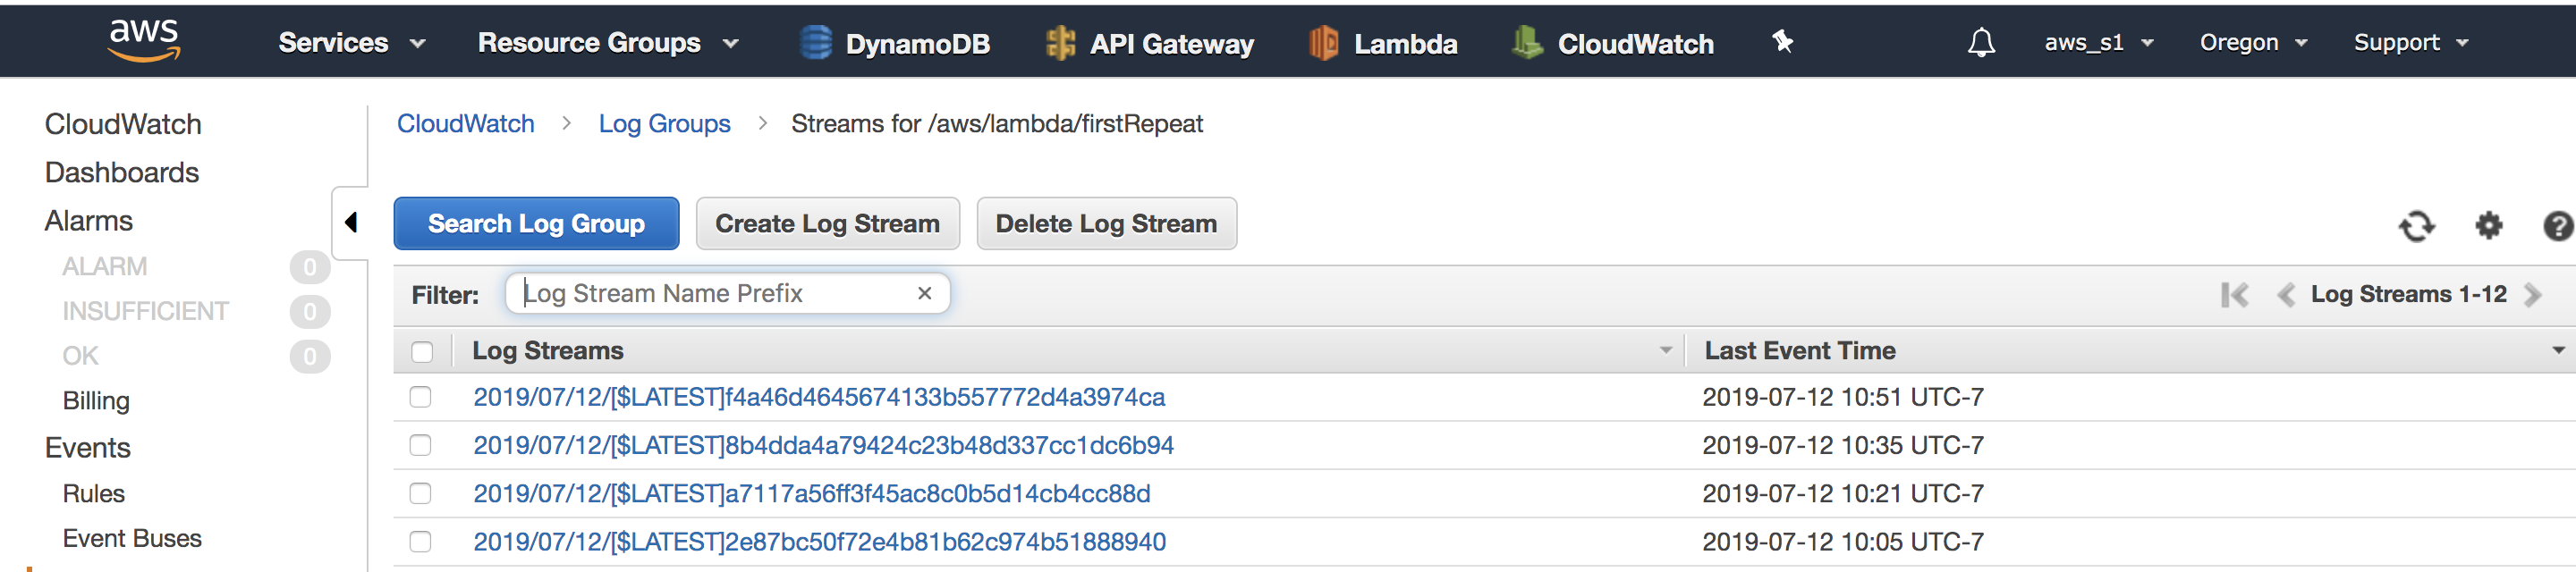 aws Services Resource Groups DynamoDB API Gateway Lambda CloudWatch aws_s1 Oregon Support
CloudWatch
Dashboards
Alarms
ALARM 0
INSUFFICIENT 0
OK 0
Billing
Events
Rules
Event Buses
CloudWatch > Log Groups > Streams for /aws/lambda/firstRepeat
Search Log Group Create Log Stream Delete Log Stream ?
Filter: Log Stream Name Prefix × Log Streams 1-12
Log Streams Last Event Time
2019/07/12/[$LATEST]f4a46d4645674133b557772d4a3974ca 2019-07-12 10:51 UTC-7
2019/07/12/[$LATEST]8b4dda4a79424c23b48d337cc1dc6b94 2019-07-12 10:35 UTC-7
2019/07/12/[$LATEST]a7117a56ff3f45ac8c0b5d14cb4cc88d 2019-07-12 10:21 UTC-7
2019/07/12/[$LATEST]2e87bc50f72e4b81b62c974b51888940 2019-07-12 10:05 UTC-7